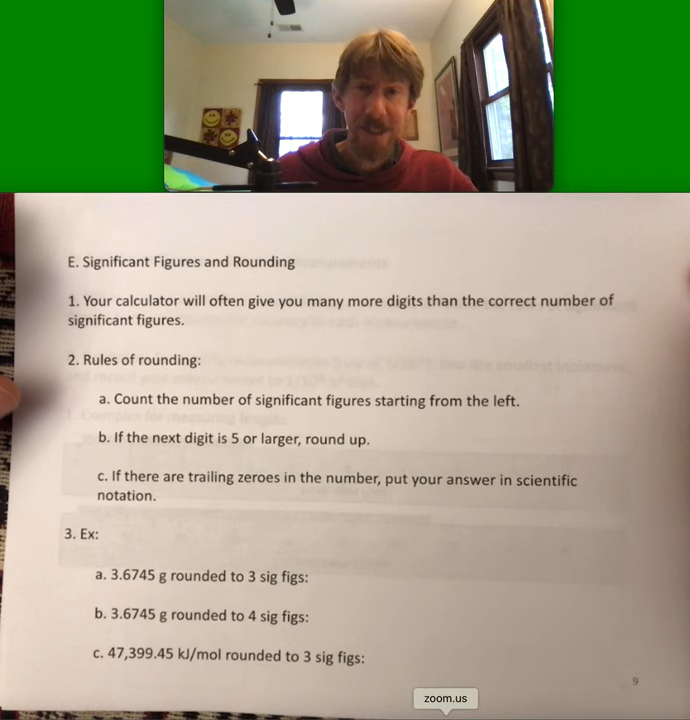 E. Significant Figures and Rounding
1. Your calculator will often give you many more digits than the correct number of
significant figures.
2. Rules of rounding:
a. Count the number of significant figures starting from the left.
b. If the next digit is 5 or larger, round up.
c. If there are trailing zeroes in the number, put your answer in scientific
notation.
3. Ex:
a. 3.6745 g rounded to 3 sig figs:
b. 3.6745 g rounded to 4 sig figs:
c. 47,399.45 kJ/mol rounded to 3 sig figs:
9
zoom.us